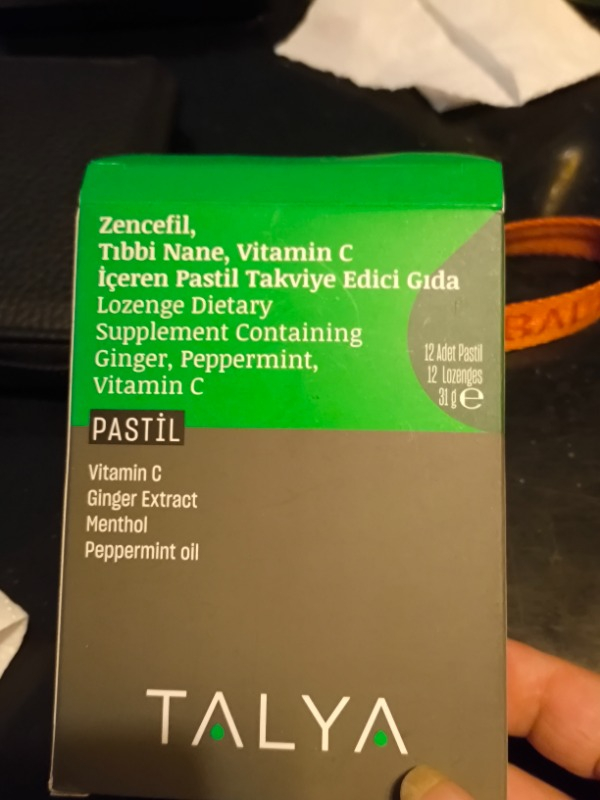 Zencefil,
Tıbbi Nane, Vitamin C
İçeren Pastil Takviye Edici Gıda
Lozenge Dietary
Supplement Containing
Ginger, Peppermint,
Vitamin C
12 Adet Pastil
12 Lozenges
31 g ℮
PASTİL
Vitamin C
Ginger Extract
Menthol
Peppermint oil
TALYA